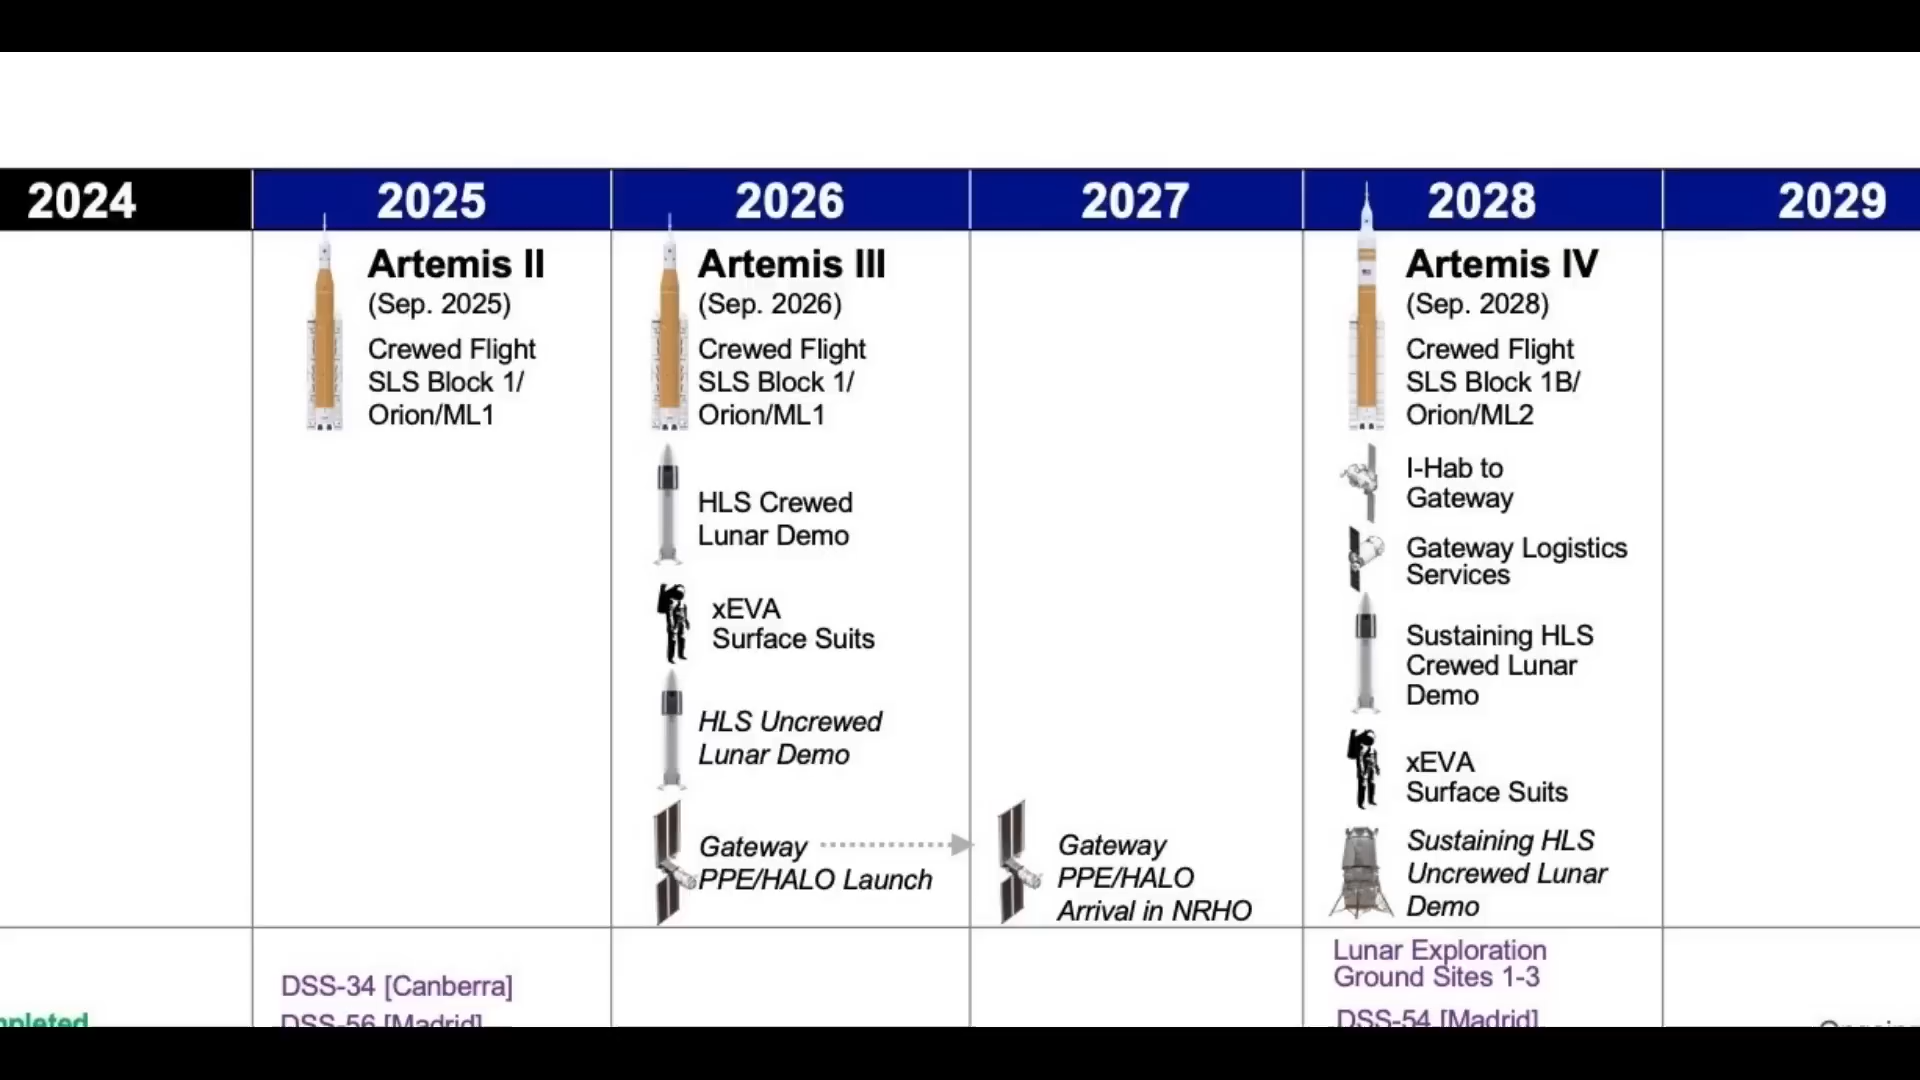 2024
2025
2026
2027
2028
2029
Artemis II
(Sep. 2025)
Crewed Flight
SLS Block 1/
Orion/ML1
Artemis III
(Sep. 2026)
Crewed Flight
SLS Block 1/
Orion/ML1
HLS Crewed
Lunar Demo
xEVA
Surface Suits
HLS Uncrewed
Lunar Demo
Gateway
PPE/HALO Launch
Gateway
PPE/HALO
Arrival in NRHO
Artemis IV
(Sep. 2028)
Crewed Flight
SLS Block 1B/
Orion/ML2
I-Hab to
Gateway
Gateway Logistics
Services
Sustaining HLS
Crewed Lunar
Demo
xEVA
Surface Suits
Sustaining HLS
Uncrewed Lunar
Demo
DSS-34 [Canberra]
DSS-56 [Madrid]
Lunar Exploration
Ground Sites 1-3
DSS-54 [Madrid]